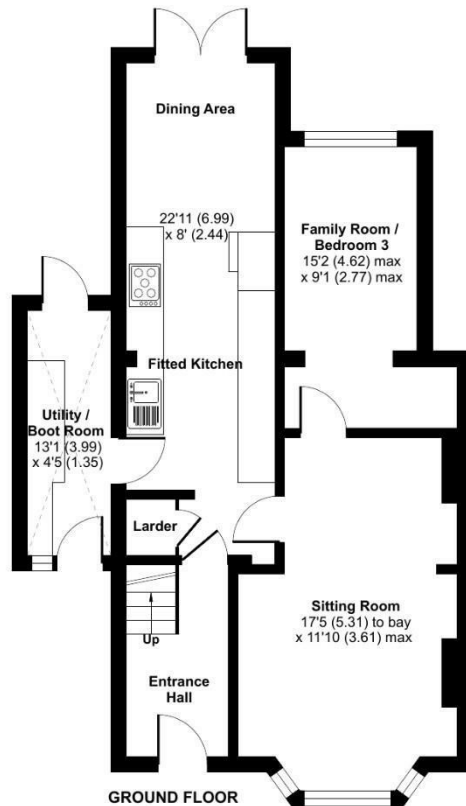 Dining Area
22'11 (6.99)
x 8' (2.44)
Family Room /
Bedroom 3
15'2 (4.62) max
x 9'1 (2.77) max
Fitted Kitchen
Utility /
Boot Room
13'1 (3.99)
x 4'5 (1.35)
Larder
Sitting Room
17'5 (5.31) to bay
x 11'10 (3.61) max
Up
Entrance
Hall
GROUND FLOOR